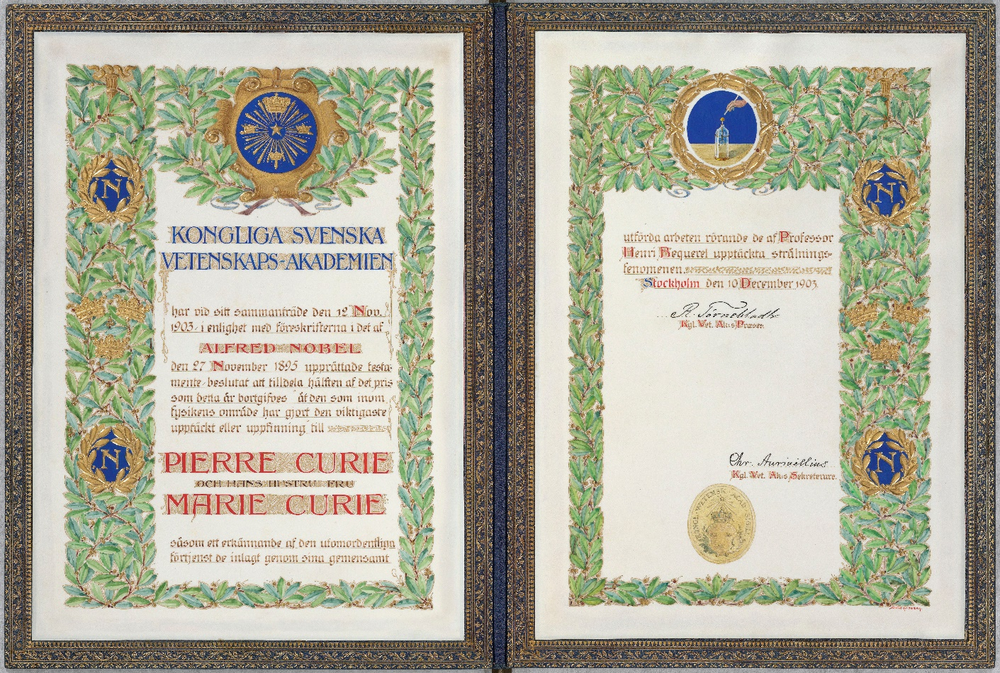 KONGLIGA SVENSKA
VETENSKAPS-AKADEMIEN
har vid sitt sammanträde den 12 Nov.
1903, i enlighet med föreskrifterna i det af
ALFRED NOBEL
den 27 November 1895 upprättade testa-
mente, beslutat att tilldela hälften af det pris
som detta år bortgifves "åt den som inom
fysikens område har gjort den viktigaste
upptäckt eller uppfinning" till
PIERRE CURIE
OCH HANS HUSTRU FRU
MARIE CURIE
såsom ett erkännande af den utomordentliga
förtjenst de inlagt genom sina gemensamt
N
N
utförda arbeten rörande de af Professor
Henri Bequerel upptäckta strålnings-
fenomenen.
Stockholm den 10 December 1903.
R. Törnebladh
Kgl. Vet. Ak:s Præses.
Chr. Aurivillius
Kgl. Vet. Ak:s Sekreterare.
N
N